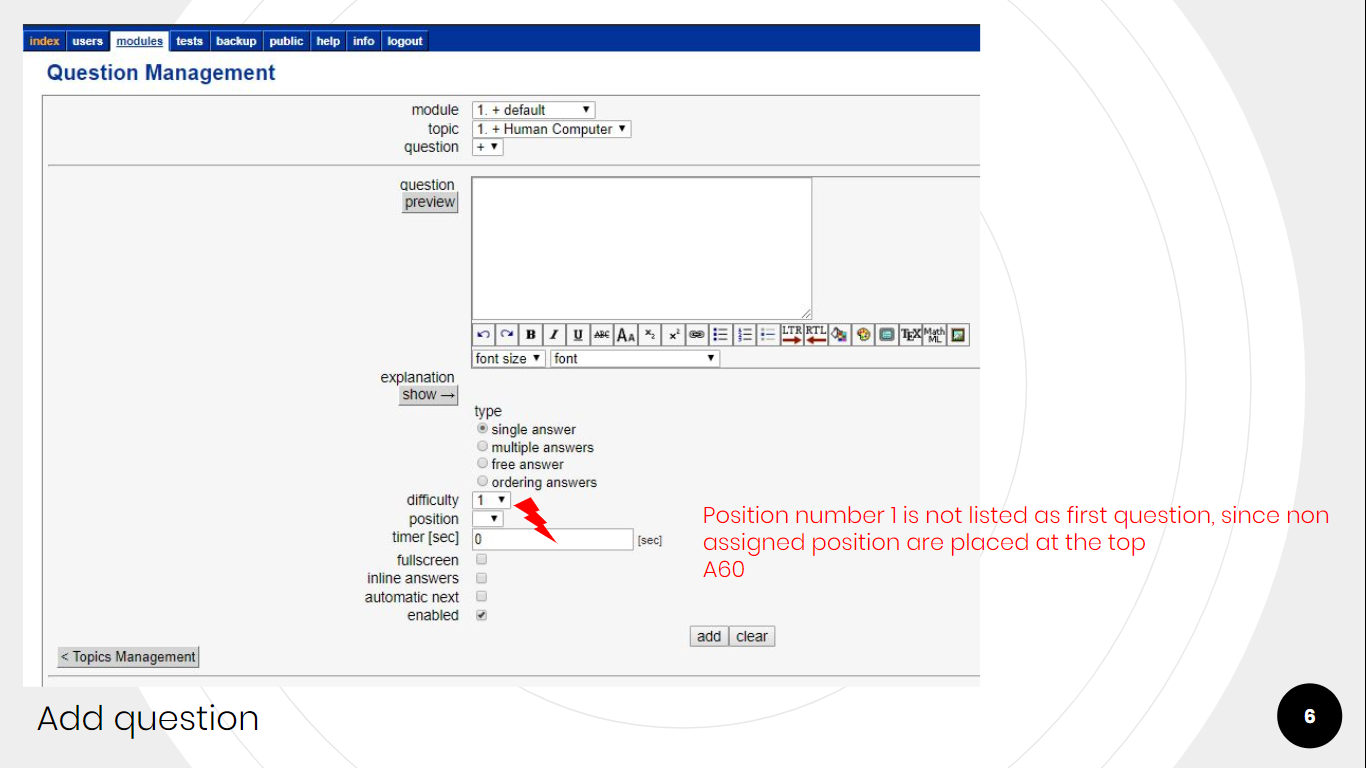 index users modules tests backup public help info logout
Question Management
module 1. + default
topic 1. + Human Computer
question +
question
preview
B I U ABC AA x2 x2 LTR RTL TEX Math ML
font size font
explanation
show →
type
single answer
multiple answers
free answer
ordering answers
difficulty 1
position
timer [sec] 0 [sec]
fullscreen
inline answers
automatic next
enabled
Position number 1 is not listed as first question, since non
assigned position are placed at the top
A60
add clear
< Topics Management
Add question
6